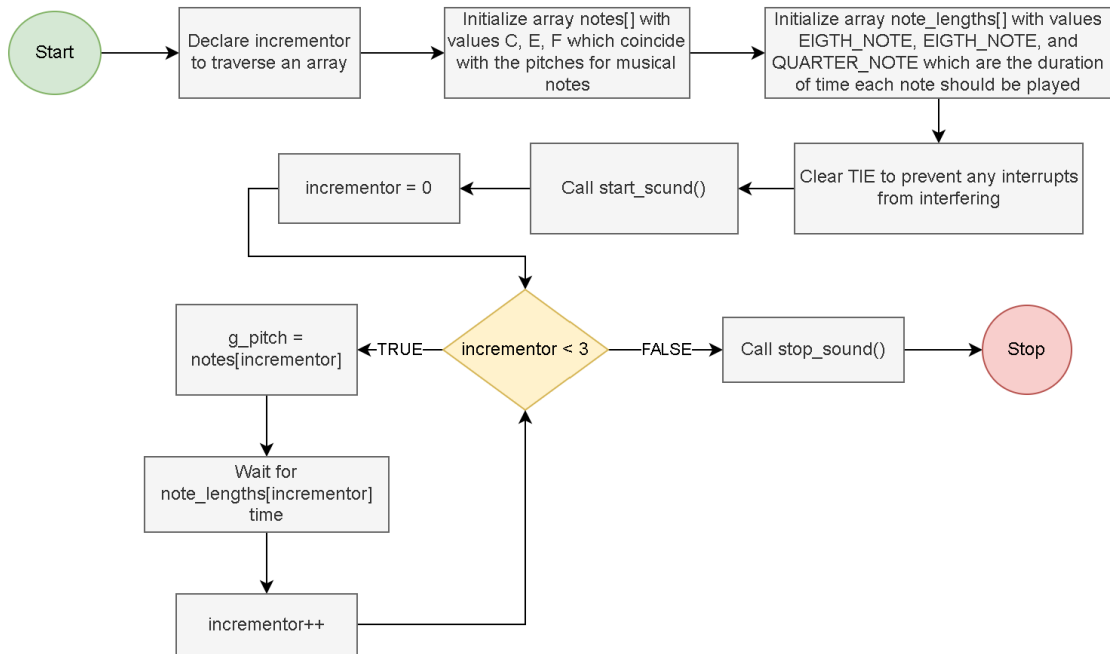 Start
Declare incrementor
to traverse an array
Initialize array notes[] with
values C, E, F which coincide
with the pitches for musical
notes
Initialize array note_lengths[] with values
EIGTH_NOTE, EIGTH_NOTE, and
QUARTER_NOTE which are the duration
of time each note should be played
Clear TIE to prevent any interrupts
from interfering
Call start_scund()
incrementor = 0
incrementor < 3
TRUE
g_pitch =
notes[incrementor]
Wait for
note_lengths[incrementor]
time
incrementor++
FALSE
Call stop_sound()
Stop